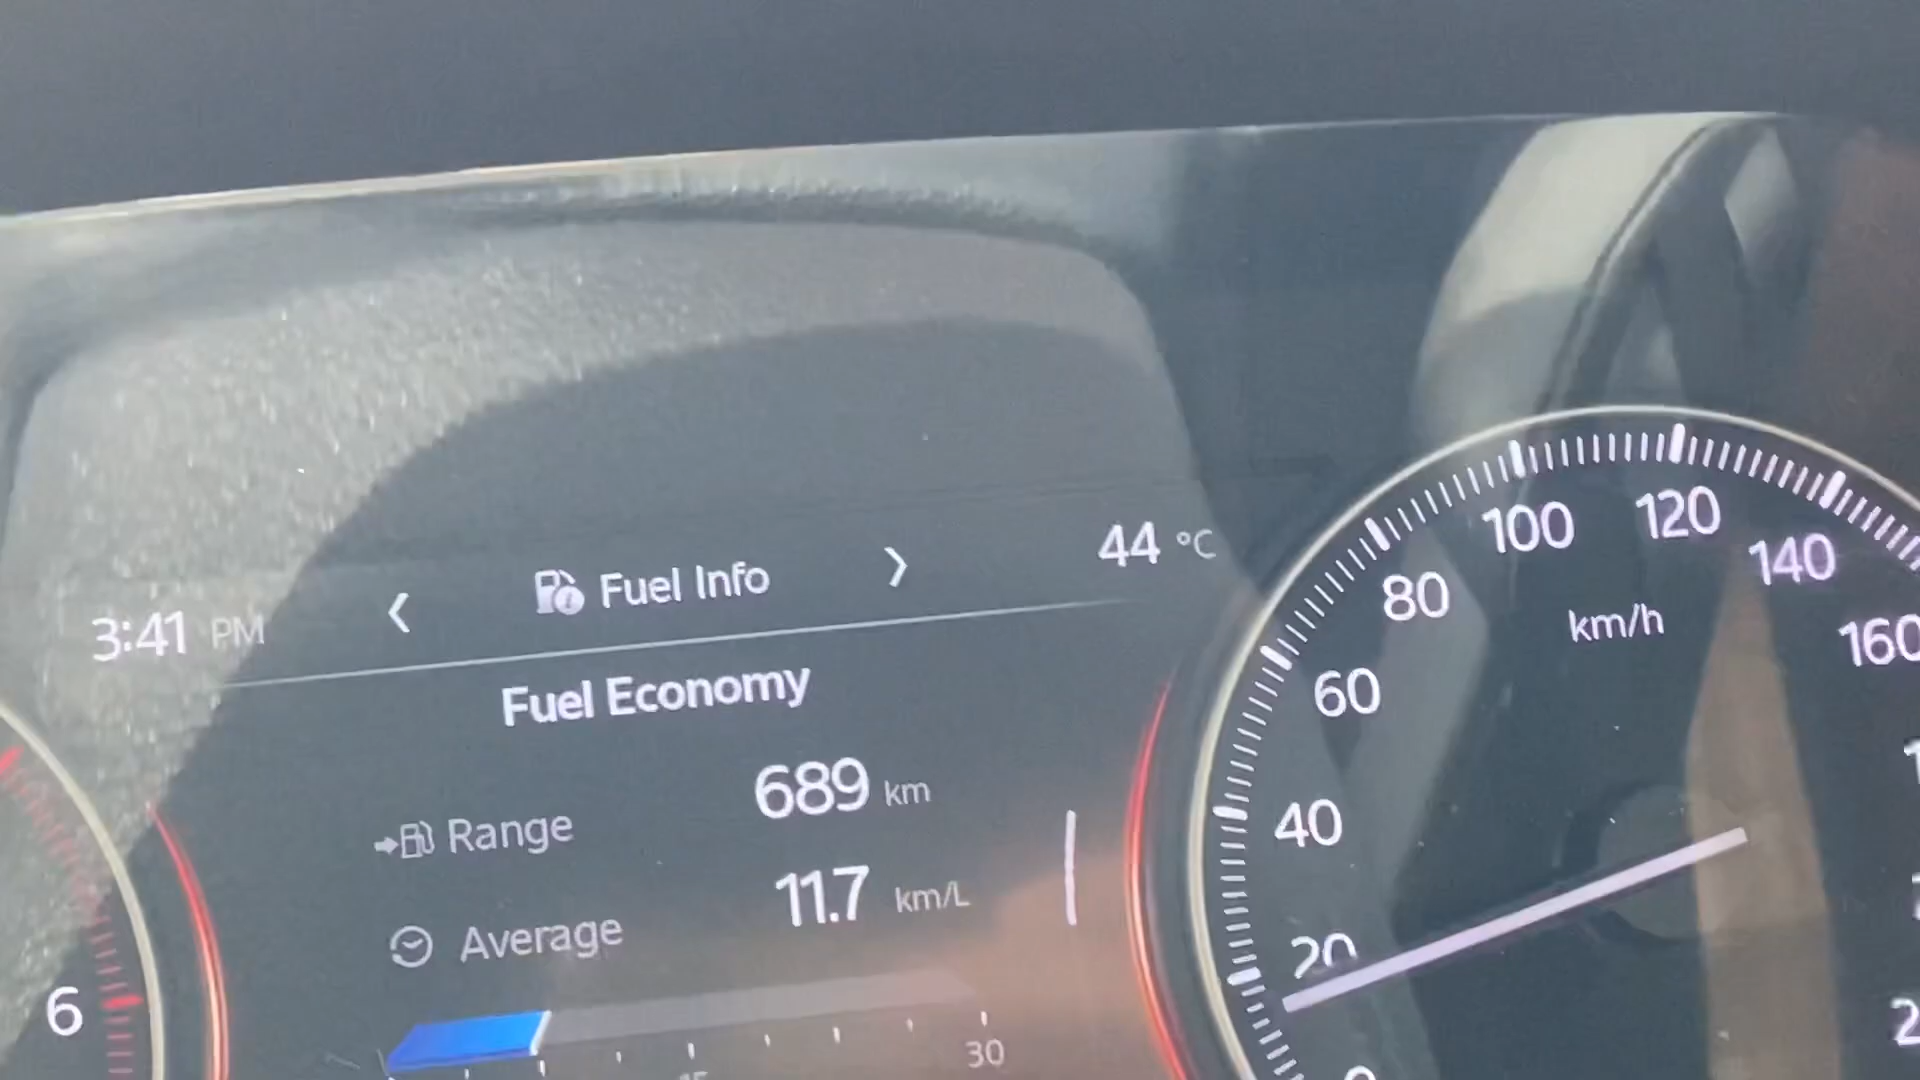 3:41 PM
Fuel Info
44 °C
Fuel Economy
Range
689 km
Average
11.7 km/L
30
6
20
40
60
80
100
120
140
160
km/h